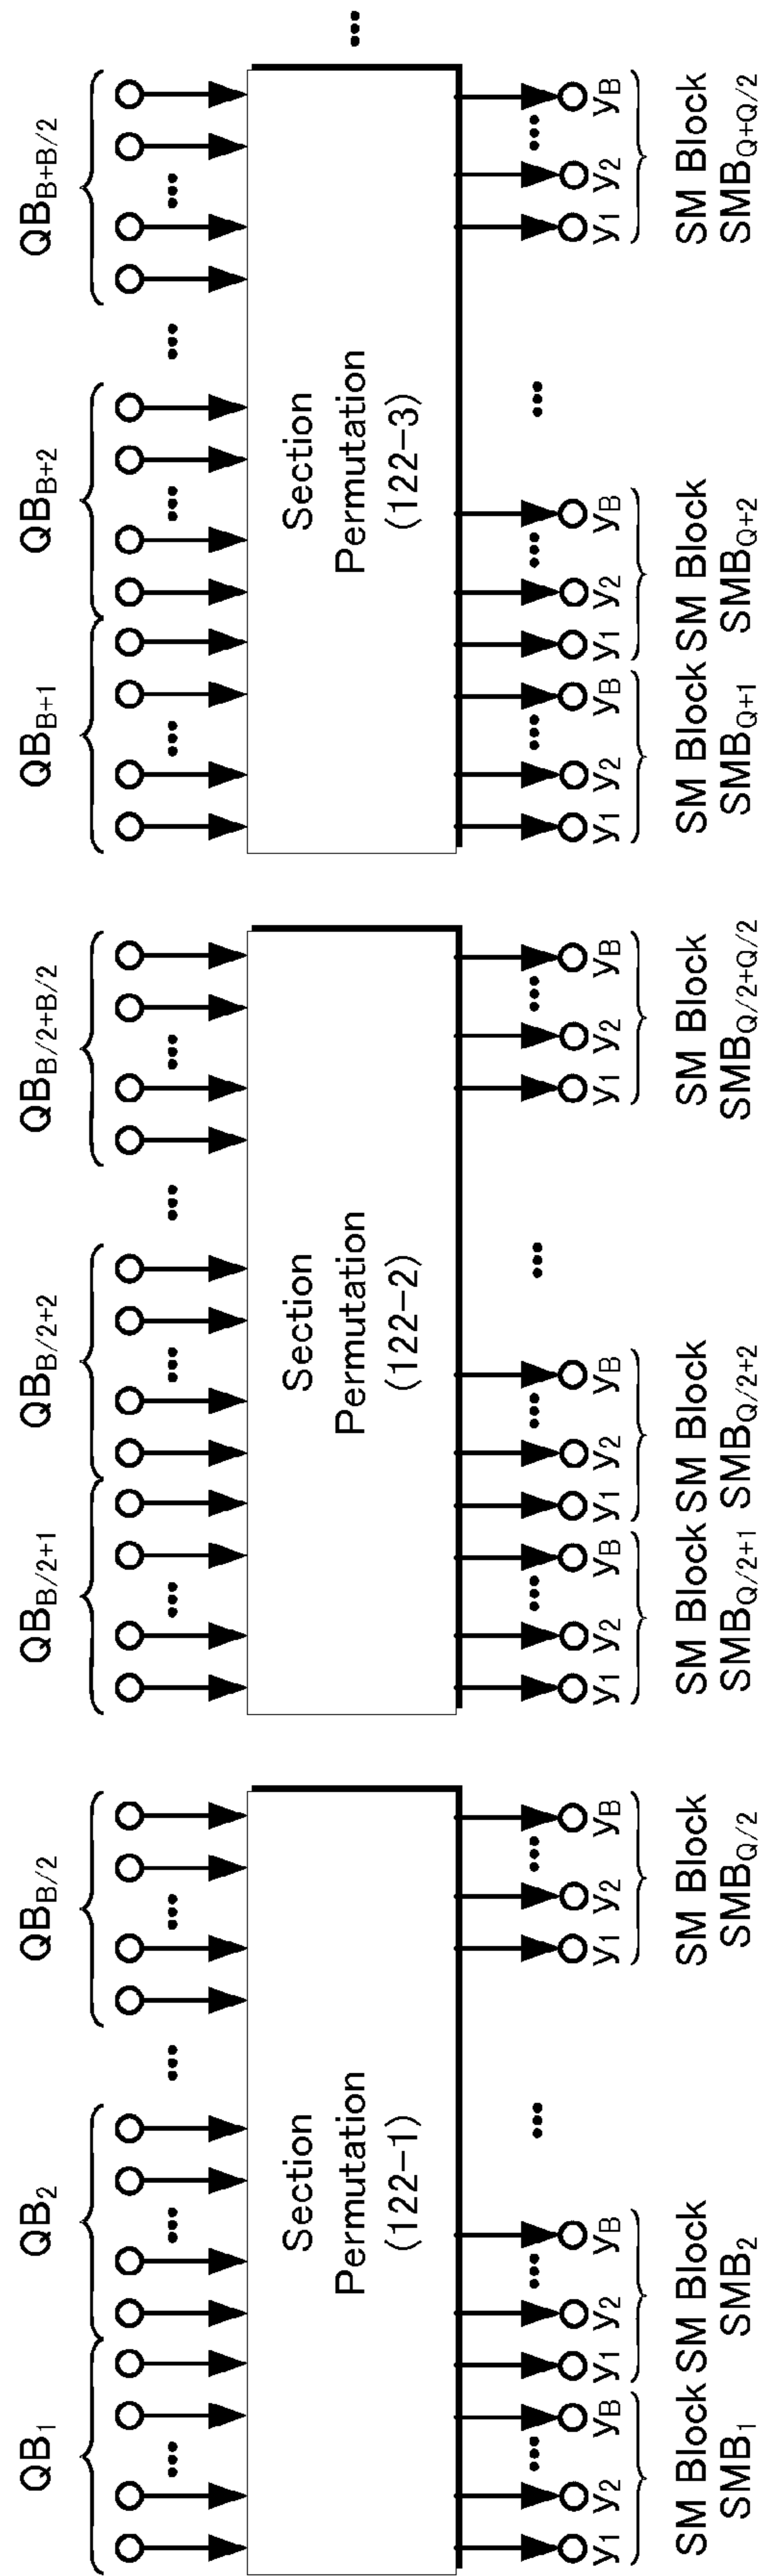 QB1
QB2
•••
QBB/2
Section
Permutation
(122-1)
y1 y2 ••• yB
y1 y2 ••• yB
•••
y1 y2 ••• yB
SM Block
SMB1
SM Block
SMB2
SM Block
SMBQ/2
QBB/2+1
QBB/2+2
•••
QBB/2+B/2
Section
Permutation
(122-2)
y1 y2 ••• yB
y1 y2 ••• yB
•••
y1 y2 ••• yB
SM Block
SMBQ/2+1
SM Block
SMBQ/2+2
SM Block
SMBQ/2+Q/2
QBB+1
QBB+2
•••
QBB+B/2
Section
Permutation
(122-3)
y1 y2 ••• yB
y1 y2 ••• yB
•••
y1 y2 ••• yB
SM Block
SMBQ+1
SM Block
SMBQ+2
SM Block
SMBQ+Q/2
•••